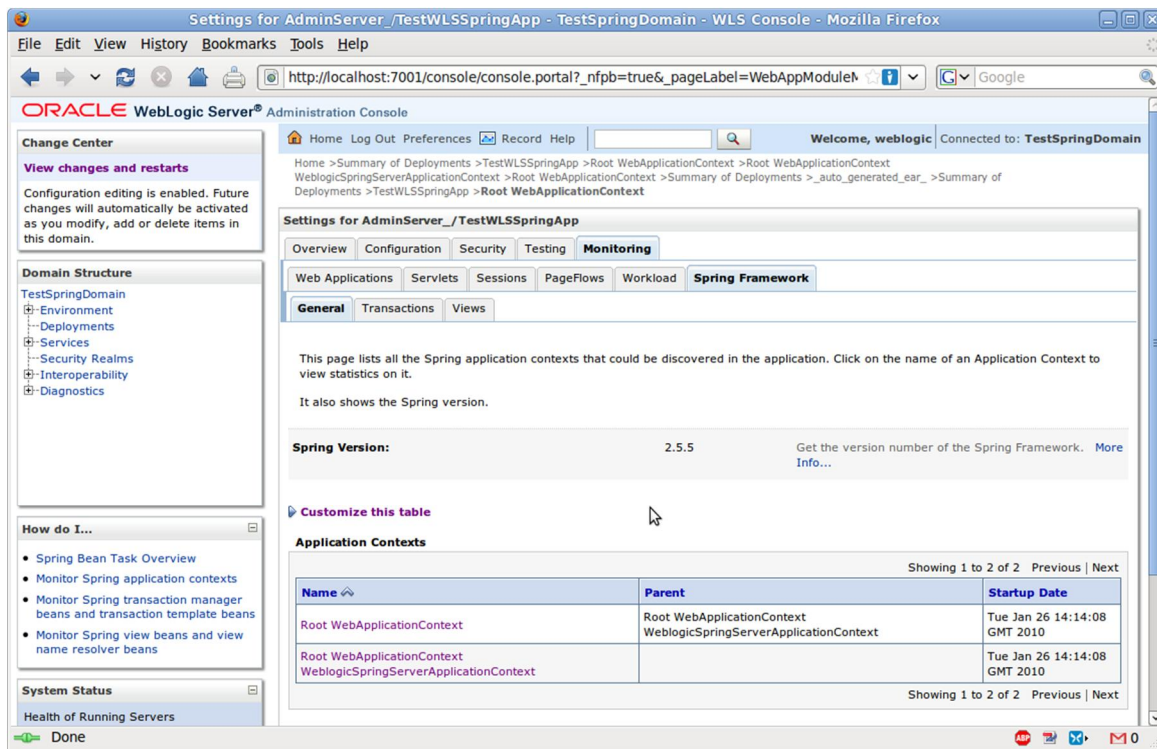 Settings for AdminServer_/TestWLSSpringApp - TestSpringDomain - WLS Console - Mozilla Firefox
File Edit View History Bookmarks Tools Help
http://localhost:7001/console/console.portal?_nfpb=true&_pageLabel=WebAppModuleM
G Google
ORACLE WebLogic Server® Administration Console
Change Center
View changes and restarts
Configuration editing is enabled. Future
changes will automatically be activated
as you modify, add or delete items in
this domain.
Domain Structure
TestSpringDomain
Environment
Deployments
Services
Security Realms
Interoperability
Diagnostics
How do I...
Spring Bean Task Overview
Monitor Spring application contexts
Monitor Spring transaction manager
beans and transaction template beans
Monitor Spring view beans and view
name resolver beans
System Status
Health of Running Servers
Home Log Out Preferences Record Help
Welcome, weblogic Connected to: TestSpringDomain
Home >Summary of Deployments >TestWLSSpringApp >Root WebApplicationContext >Root WebApplicationContext
WeblogicSpringServerApplicationContext >Root WebApplicationContext >Summary of Deployments >_auto_generated_ear_ >Summary of
Deployments >TestWLSSpringApp >Root WebApplicationContext
Settings for AdminServer_/TestWLSSpringApp
Overview Configuration Security Testing Monitoring
Web Applications Servlets Sessions PageFlows Workload Spring Framework
General Transactions Views
This page lists all the Spring application contexts that could be discovered in the application. Click on the name of an Application Context to
view statistics on it.
It also shows the Spring version.
Spring Version: 2.5.5 Get the version number of the Spring Framework. More
Info...
Customize this table
Application Contexts
Showing 1 to 2 of 2 Previous | Next
Name Parent Startup Date
Root WebApplicationContext Root WebApplicationContext Tue Jan 26 14:14:08
WeblogicSpringServerApplicationContext GMT 2010
Root WebApplicationContext Tue Jan 26 14:14:08
WeblogicSpringServerApplicationContext GMT 2010
Showing 1 to 2 of 2 Previous | Next
Done
ABP
0